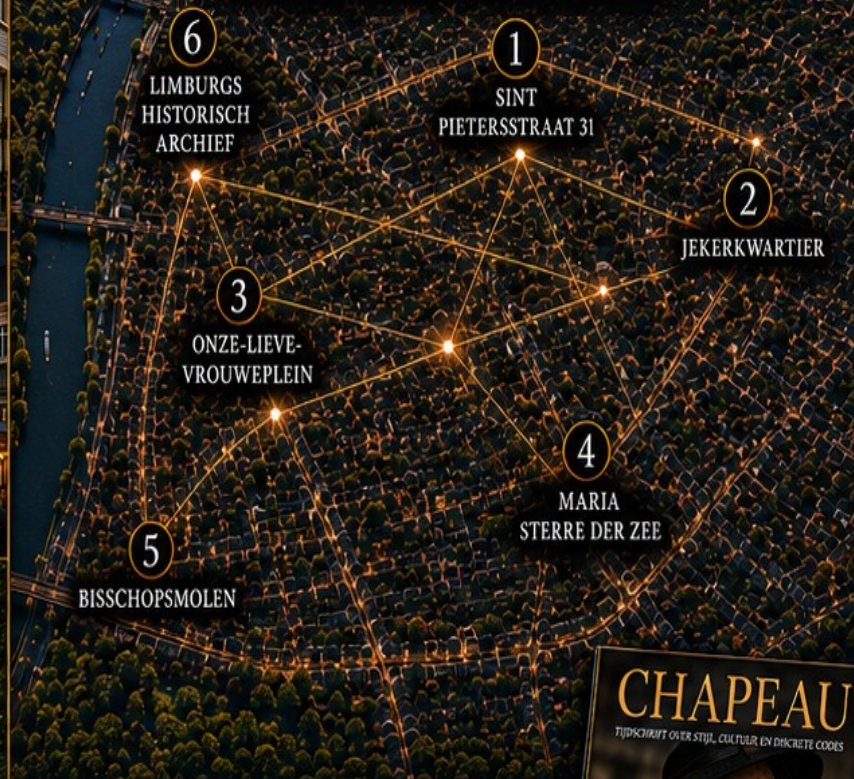 6
LIMBURGS
HISTORISCH
ARCHIEF
1
SINT
PIETERSSTRAAT 31
2
JEKERKWARTIER
3
ONZE-LIEVE-
VROUWEPLEIN
4
MARIA
STERRE DER ZEE
5
BISSCHOPSMOLEN
CHAPEAU
TIJDSCHRIFT OVER STIJL, CULTUUR EN DISCRETE CODES